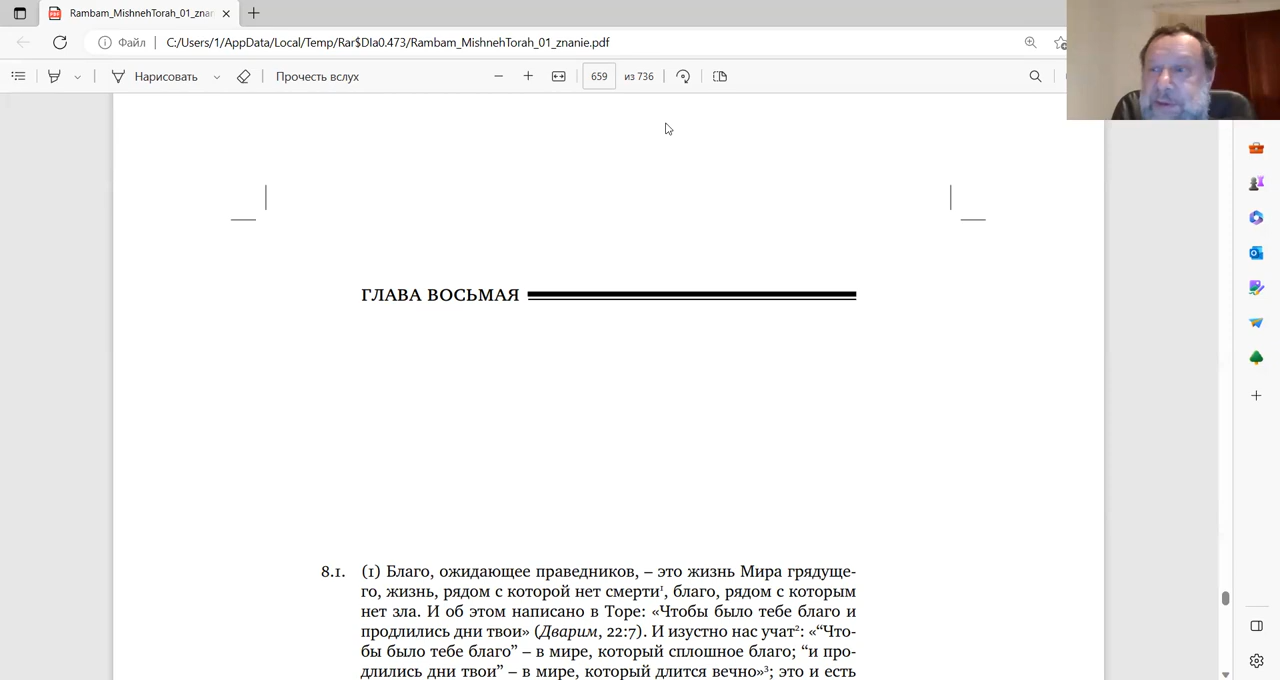 Rambam_MishnehTorah_01_zna
Файл
C:/Users/1/AppData/Local/Temp/Rar$DIa0.473/Rambam_MishnehTorah_01_znanie.pdf
Нарисовать
Прочесть вслух
659 из 736
ГЛАВА ВОСЬМАЯ
8.1. (1) Благо, ожидающее праведников, – это жизнь Мира грядуще-
го, жизнь, рядом с которой нет смерти¹, благо, рядом с которым
нет зла. И об этом написано в Торе: «Чтобы было тебе благо и
продлились дни твои» (Дварим, 22:7). И изустно нас учат²: «“Что-
бы было тебе благо” – в мире, который сплошное благо; “и про-
длились дни твои” – в мире, который длится вечно»³; это и есть